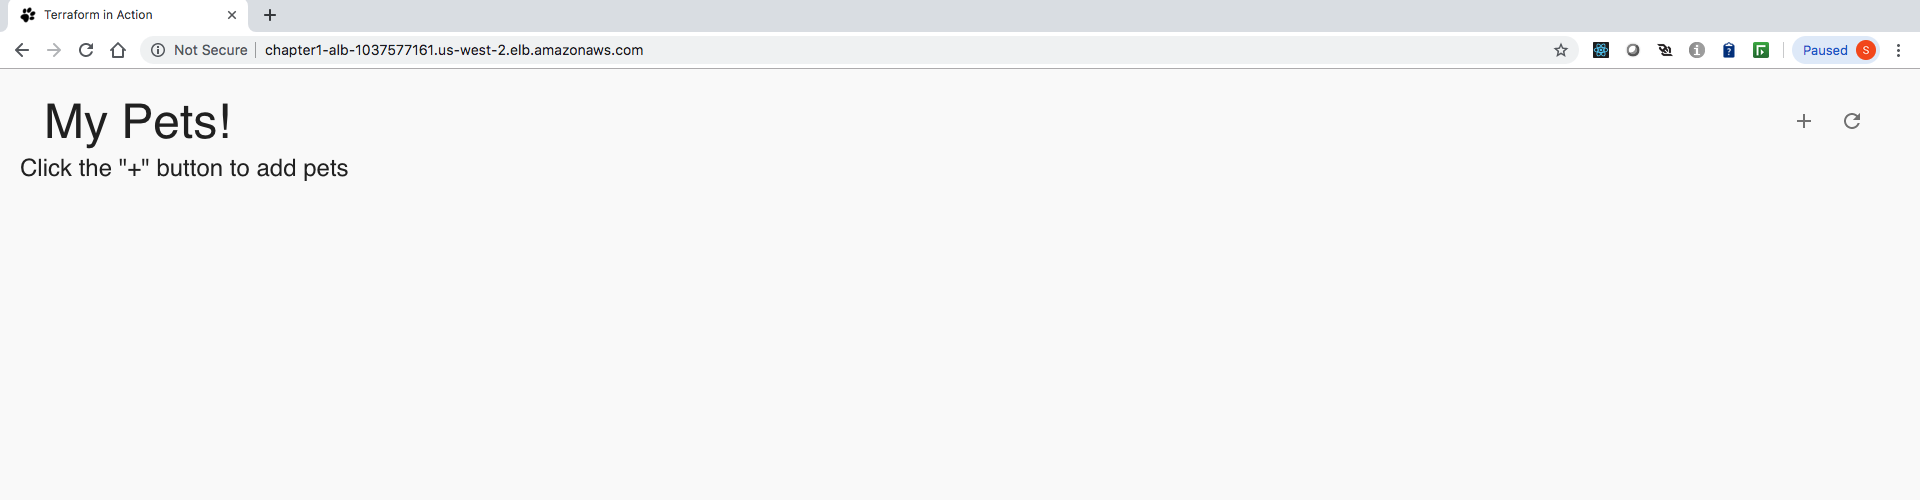 Terraform in Action
Not Secure chapter1-alb-1037577161.us-west-2.elb.amazonaws.com Paused S
My Pets!
Click the "+" button to add pets